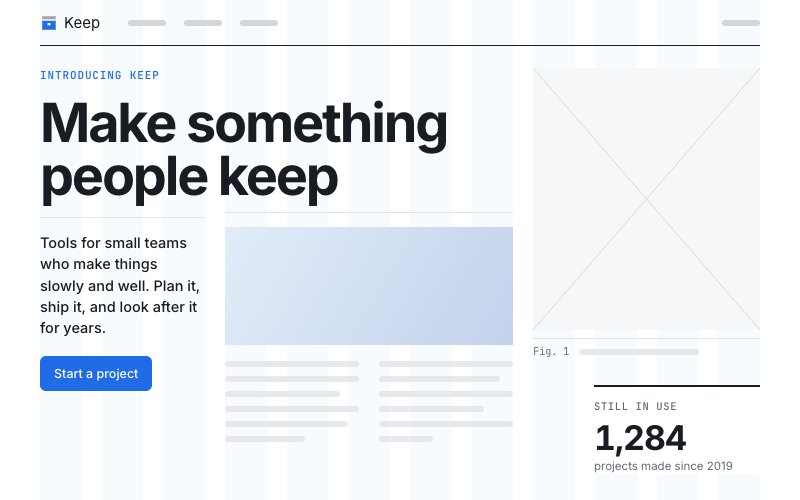 Keep
INTRODUCING KEEP
Make something
people keep
Tools for small teams
who make things
slowly and well. Plan it,
ship it, and look after it
for years.
Start a project
Fig. 1
STILL IN USE
1,284
projects made since 2019